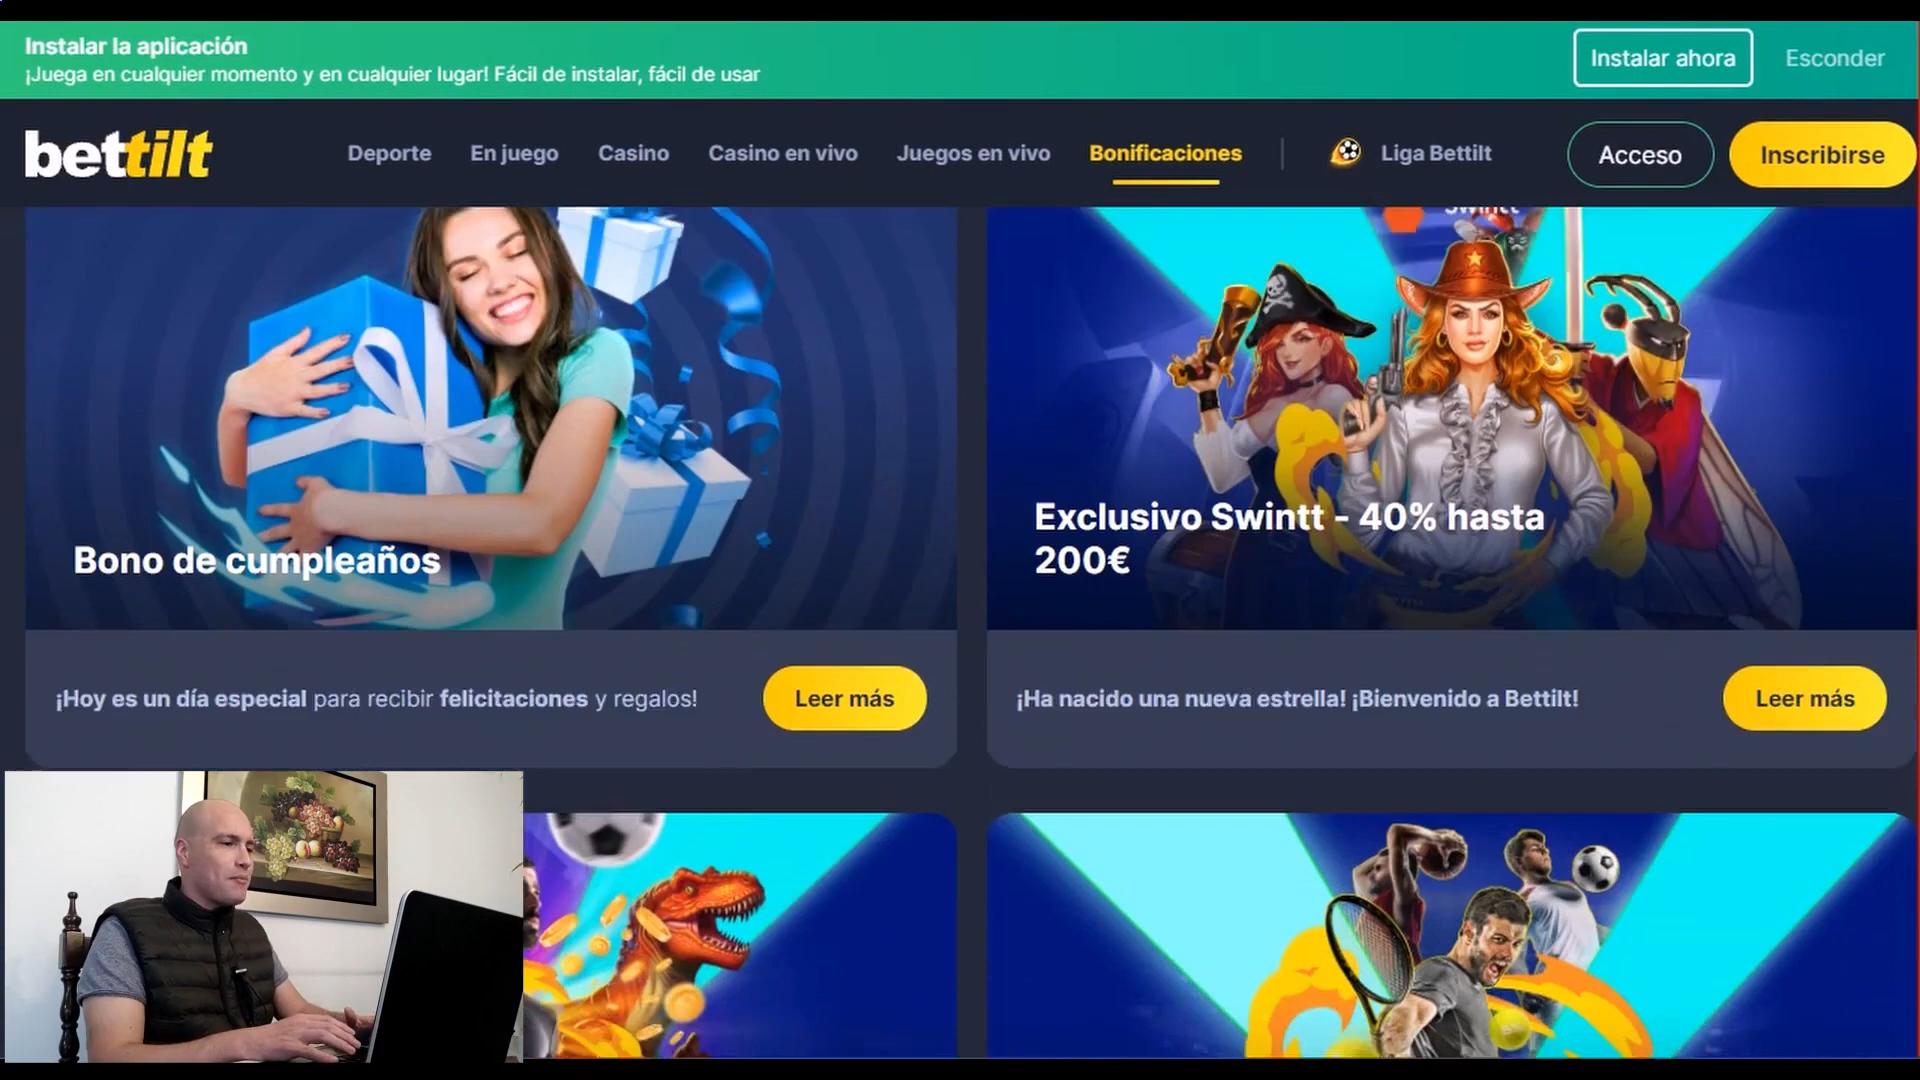 Instalar la aplicación
¡Juega en cualquier momento y en cualquier lugar! Fácil de instalar, fácil de usar
Instalar ahora
Esconder
bettilt
Deporte
En juego
Casino
Casino en vivo
Juegos en vivo
Bonificaciones
Liga Bettilt
Acceso
Inscribirse
Bono de cumpleaños
¡Hoy es un día especial para recibir felicitaciones y regalos!
Leer más
Exclusivo Swintt - 40% hasta
200€
¡Ha nacido una nueva estrella! ¡Bienvenido a Bettilt!
Leer más